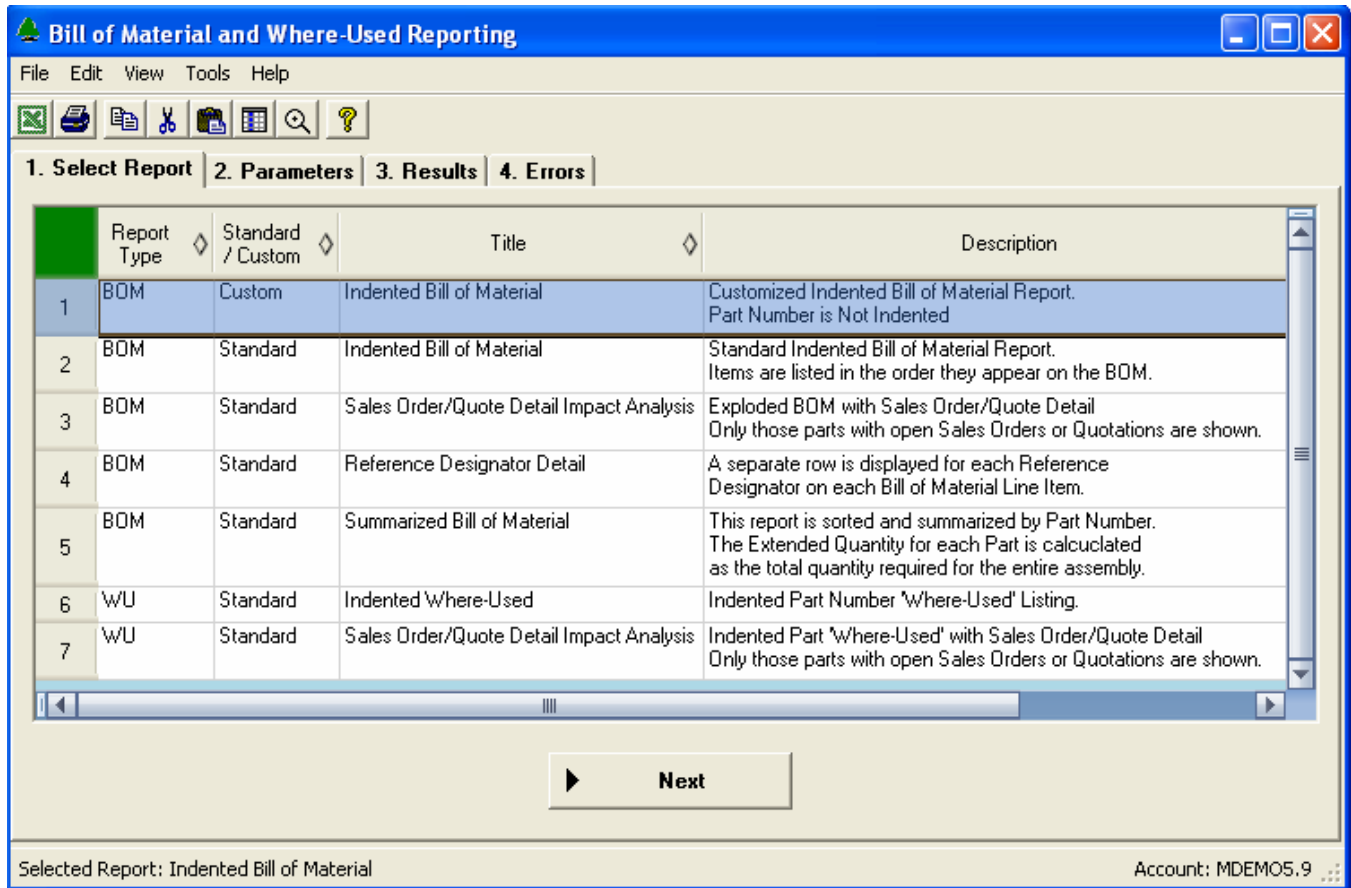 Bill of Material and Where-Used Reporting
File Edit View Tools Help
1. Select Report 2. Parameters 3. Results 4. Errors
Report Type Standard / Custom Title Description
1 BOM Custom Indented Bill of Material Customized Indented Bill of Material Report.
Part Number is Not Indented
2 BOM Standard Indented Bill of Material Standard Indented Bill of Material Report.
Items are listed in the order they appear on the BOM.
3 BOM Standard Sales Order/Quote Detail Impact Analysis Exploded BOM with Sales Order/Quote Detail
Only those parts with open Sales Orders or Quotations are shown.
4 BOM Standard Reference Designator Detail A separate row is displayed for each Reference
Designator on each Bill of Material Line Item.
5 BOM Standard Summarized Bill of Material This report is sorted and summarized by Part Number.
The Extended Quantity for each Part is calcuclated
as the total quantity required for the entire assembly.
6 WU Standard Indented Where-Used Indented Part Number 'Where-Used' Listing.
7 WU Standard Sales Order/Quote Detail Impact Analysis Indented Part 'Where-Used' with Sales Order/Quote Detail
Only those parts with open Sales Orders or Quotations are shown.
Next
Selected Report: Indented Bill of Material Account: MDEMO5.9